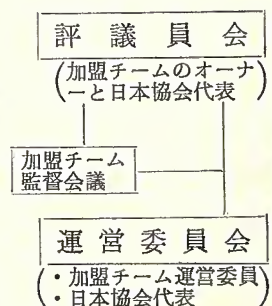 評議員会
(加盟チームのオーナ
ーと日本協会代表)
加盟チーム
監督会議
運営委員会
(・加盟チーム運営委員
・日本協会代表)